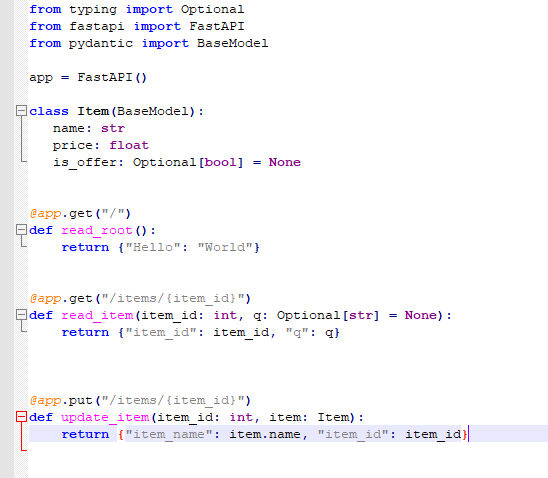 from typing import Optional
from fastapi import FastAPI
from pydantic import BaseModel

app = FastAPI()

class Item(BaseModel):
   name: str
   price: float
   is_offer: Optional[bool] = None


@app.get("/")
def read_root():
    return {"Hello": "World"}


@app.get("/items/{item_id}")
def read_item(item_id: int, q: Optional[str] = None):
    return {"item_id": item_id, "q": q}



@app.put("/items/{item_id}")
def update_item(item_id: int, item: Item):
    return {"item_name": item.name, "item_id": item_id}